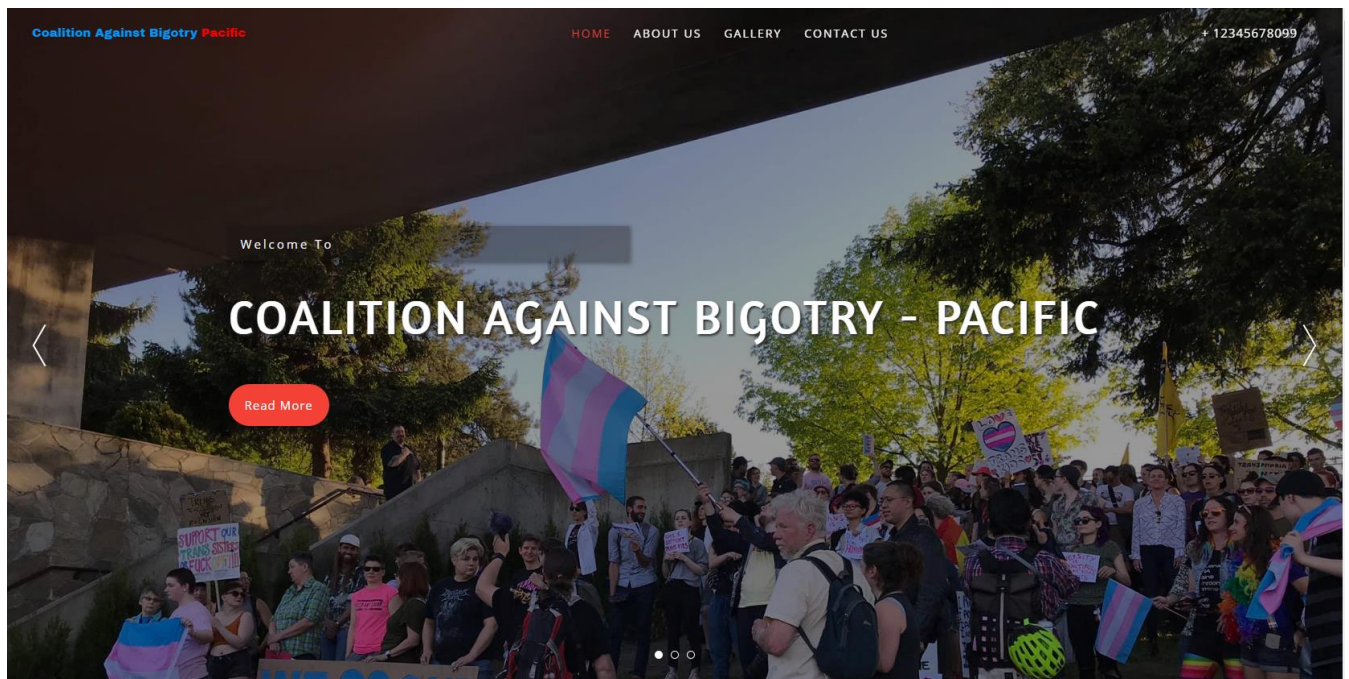 Coalition Against Bigotry Pacific
HOME ABOUT US GALLERY CONTACT US
+ 12345678099
Welcome To
COALITION AGAINST BIGOTRY - PACIFIC
Read More
SUPPORT OUR
TRANS SISTERS